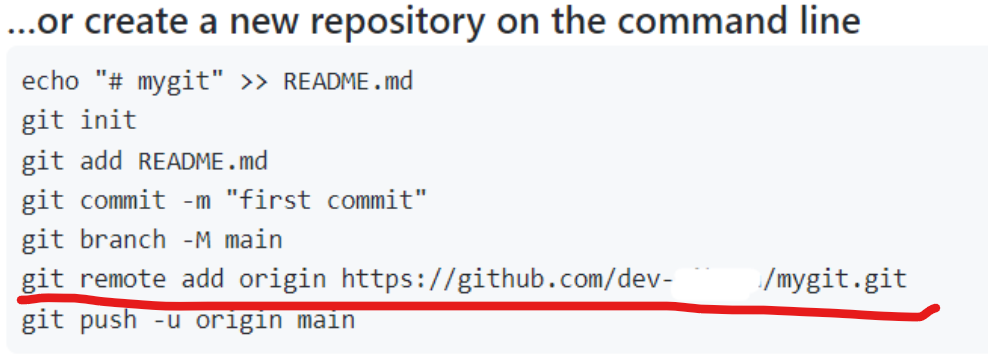 ...or create a new repository on the command line
echo "# mygit" >> README.md
git init
git add README.md
git commit -m "first commit"
git branch -M main
git remote add origin https://github.com/dev- /mygit.git
git push -u origin main